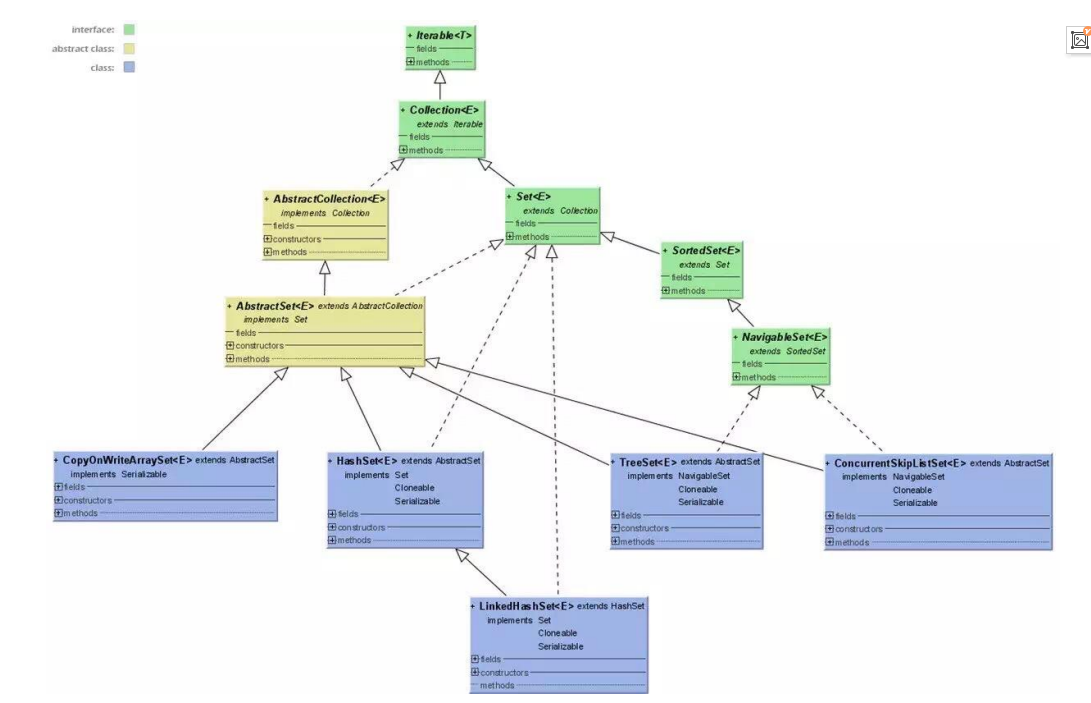 interface:
abstract class:
class:
+ Iterable<T>
fields
methods
+ Collection<E>
extends Iterable
fields
methods
+ AbstractCollection<E>
implements Collection
fields
constructors
methods
+ Set<E>
extends Collection
fields
methods
+ SortedSet<E>
extends Set
fields
methods
+ AbstractSet<E> extends AbstractCollection
implements Set
fields
constructors
methods
+ NavigableSet<E>
extends SortedSet
fields
methods
+ CopyOnWriteArraySet<E> extends AbstractSet
implements Serializable
fields
constructors
methods
+ HashSet<E> extends AbstractSet
implements Set
Cloneable
Serializable
fields
constructors
methods
+ TreeSet<E> extends AbstractSet
implements NavigableSet
Cloneable
Serializable
fields
constructors
methods
+ ConcurrentSkipListSet<E> extends AbstractSet
implements NavigableSet
Cloneable
Serializable
fields
constructors
methods
+ LinkedHashSet<E> extends HashSet
implements Set
Cloneable
Serializable
fields
constructors
methods